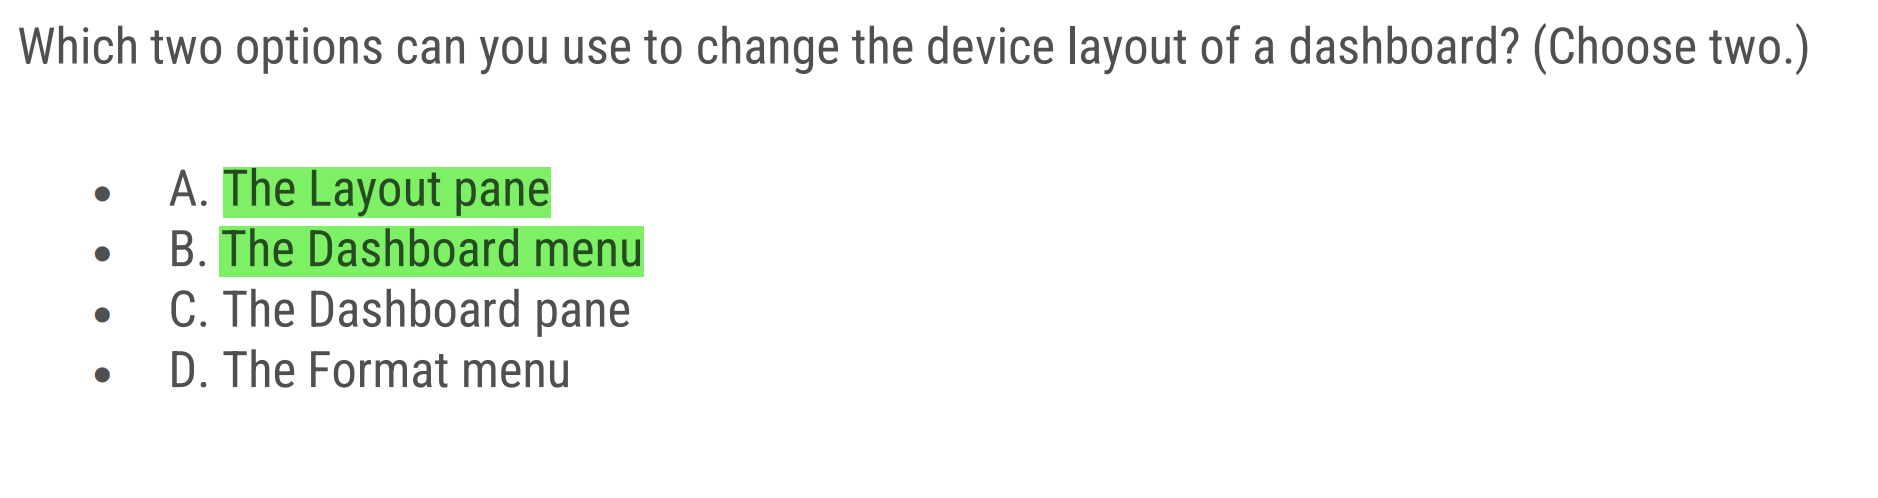 Which two options can you use to change the device layout of a dashboard? (Choose two.)
• A. The Layout pane
• B. The Dashboard menu
• C. The Dashboard pane
• D. The Format menu